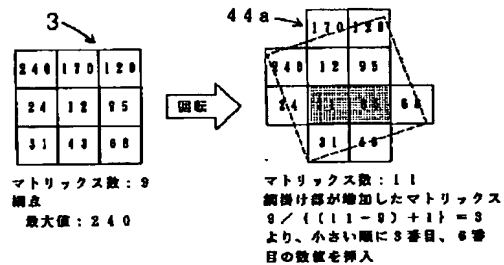 3
240 170 120
24 12 95
31 43 68
マトリックス数：9
網点
最大値：240
回転
44a
170 120
240 12 95
24 68
31 43
マトリックス数：11
網掛け部が増加したマトリックス
9/{(11-9)+1}=3
より、小さい順に3番目、6番
目の数値を挿入